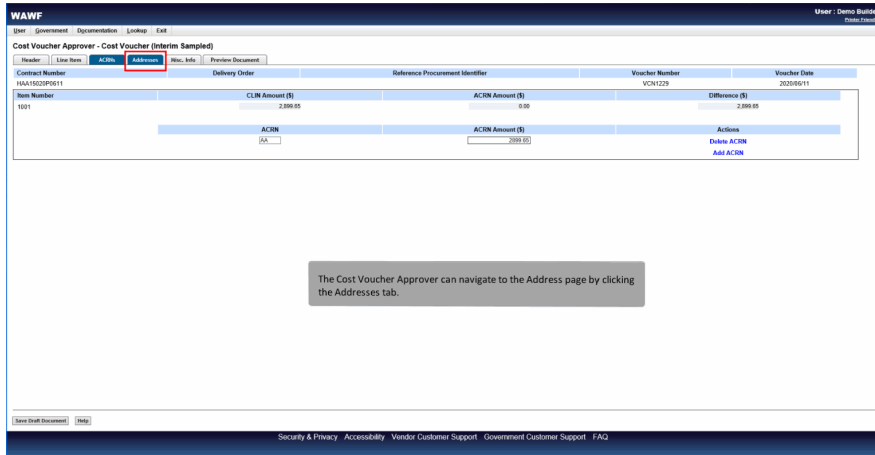 WAWF
User : Demo Builde
Printer Friend
User Government Documentation Lookup Exit
Cost Voucher Approver - Cost Voucher (Interim Sampled)
Header Line Item ACRNs Addresses Misc. Info Preview Document
Contract Number Delivery Order Reference Procurement Identifier Voucher Number Voucher Date
HAA15020P0611 VCN1229 2020/06/11
Item Number CLIN Amount ($) ACRN Amount ($) Difference ($)
1001 2,899.65 0.00 2,899.65
ACRN ACRN Amount ($) Actions
AA 2899.65 Delete ACRN
Add ACRN
The Cost Voucher Approver can navigate to the Address page by clicking
the Addresses tab.
Save Draft Document Help
Security & Privacy Accessibility Vendor Customer Support Government Customer Support FAQ